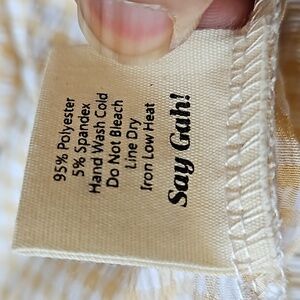 95% Polyester
5% Spandex
Hand Wash Cold
Do Not Bleach
Line Dry
Iron Low Heat
Say Gah!